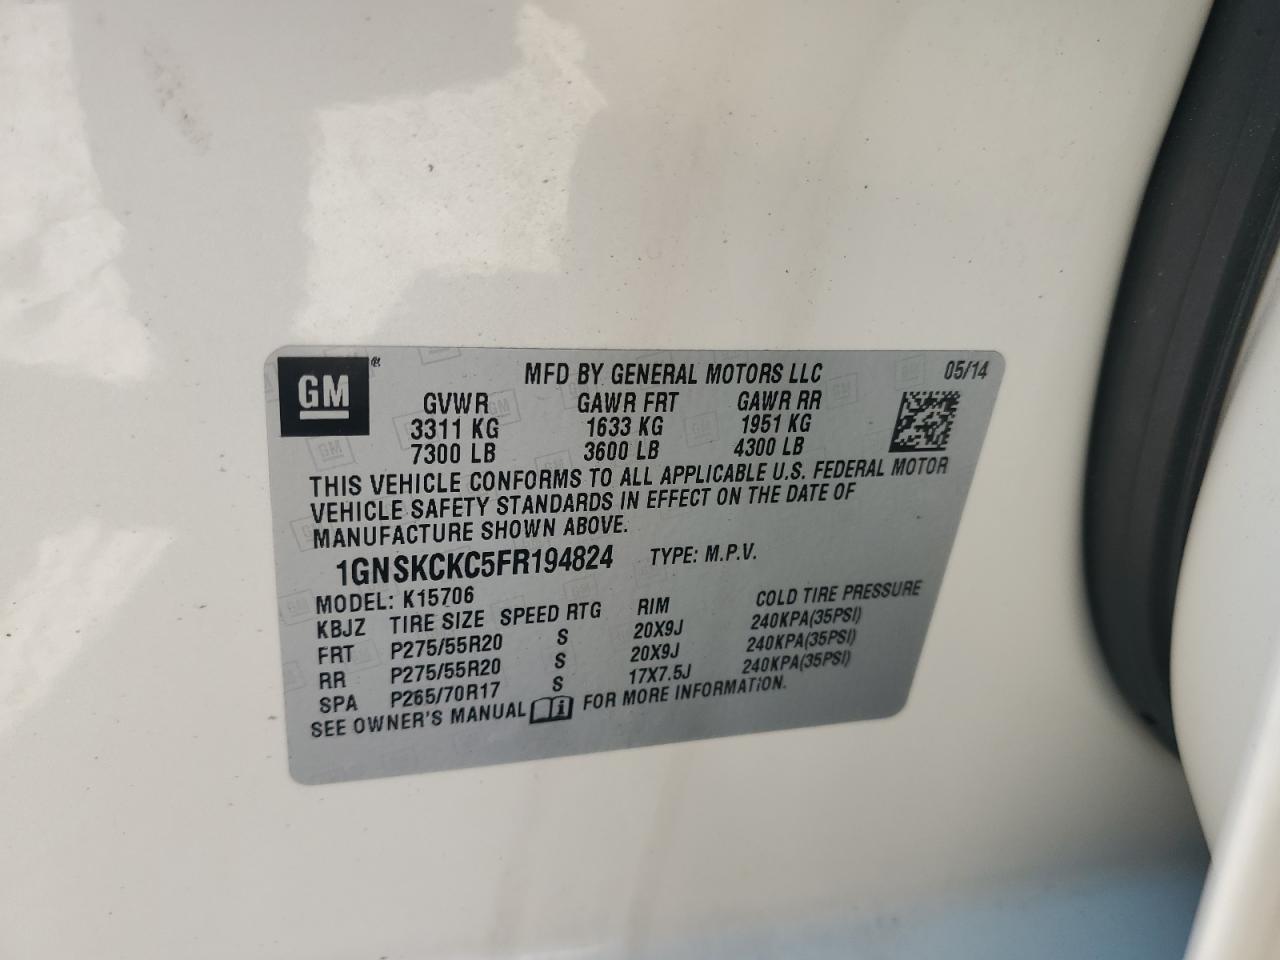 GM ®
MFD BY GENERAL MOTORS LLC 05/14
GVWR GAWR FRT GAWR RR
3311 KG 1633 KG 1951 KG
7300 LB 3600 LB 4300 LB
THIS VEHICLE CONFORMS TO ALL APPLICABLE U.S. FEDERAL MOTOR
VEHICLE SAFETY STANDARDS IN EFFECT ON THE DATE OF
MANUFACTURE SHOWN ABOVE.
1GNSKCKC5FR194824 TYPE: M.P.V.
MODEL: K15706
KBJZ TIRE SIZE SPEED RTG RIM COLD TIRE PRESSURE
FRT P275/55R20 S 20X9J 240KPA(35PSI)
RR P275/55R20 S 20X9J 240KPA(35PSI)
SPA P265/70R17 S 17X7.5J 240KPA(35PSI)
SEE OWNER'S MANUAL FOR MORE INFORMATION.